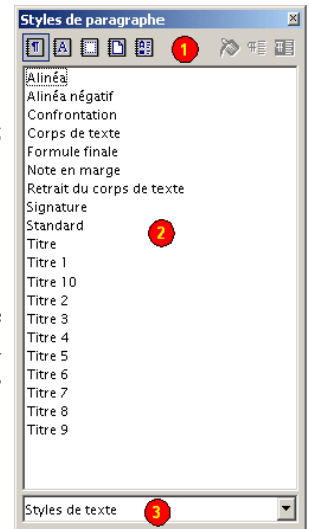 Styles de paragraphe
1
Alinéa
Alinéa négatif
Confrontation
Corps de texte
Formule finale
Note en marge
Retrait du corps de texte
Signature
Standard
2
Titre
Titre 1
Titre 10
Titre 2
Titre 3
Titre 4
Titre 5
Titre 6
Titre 7
Titre 8
Titre 9
Styles de texte
3